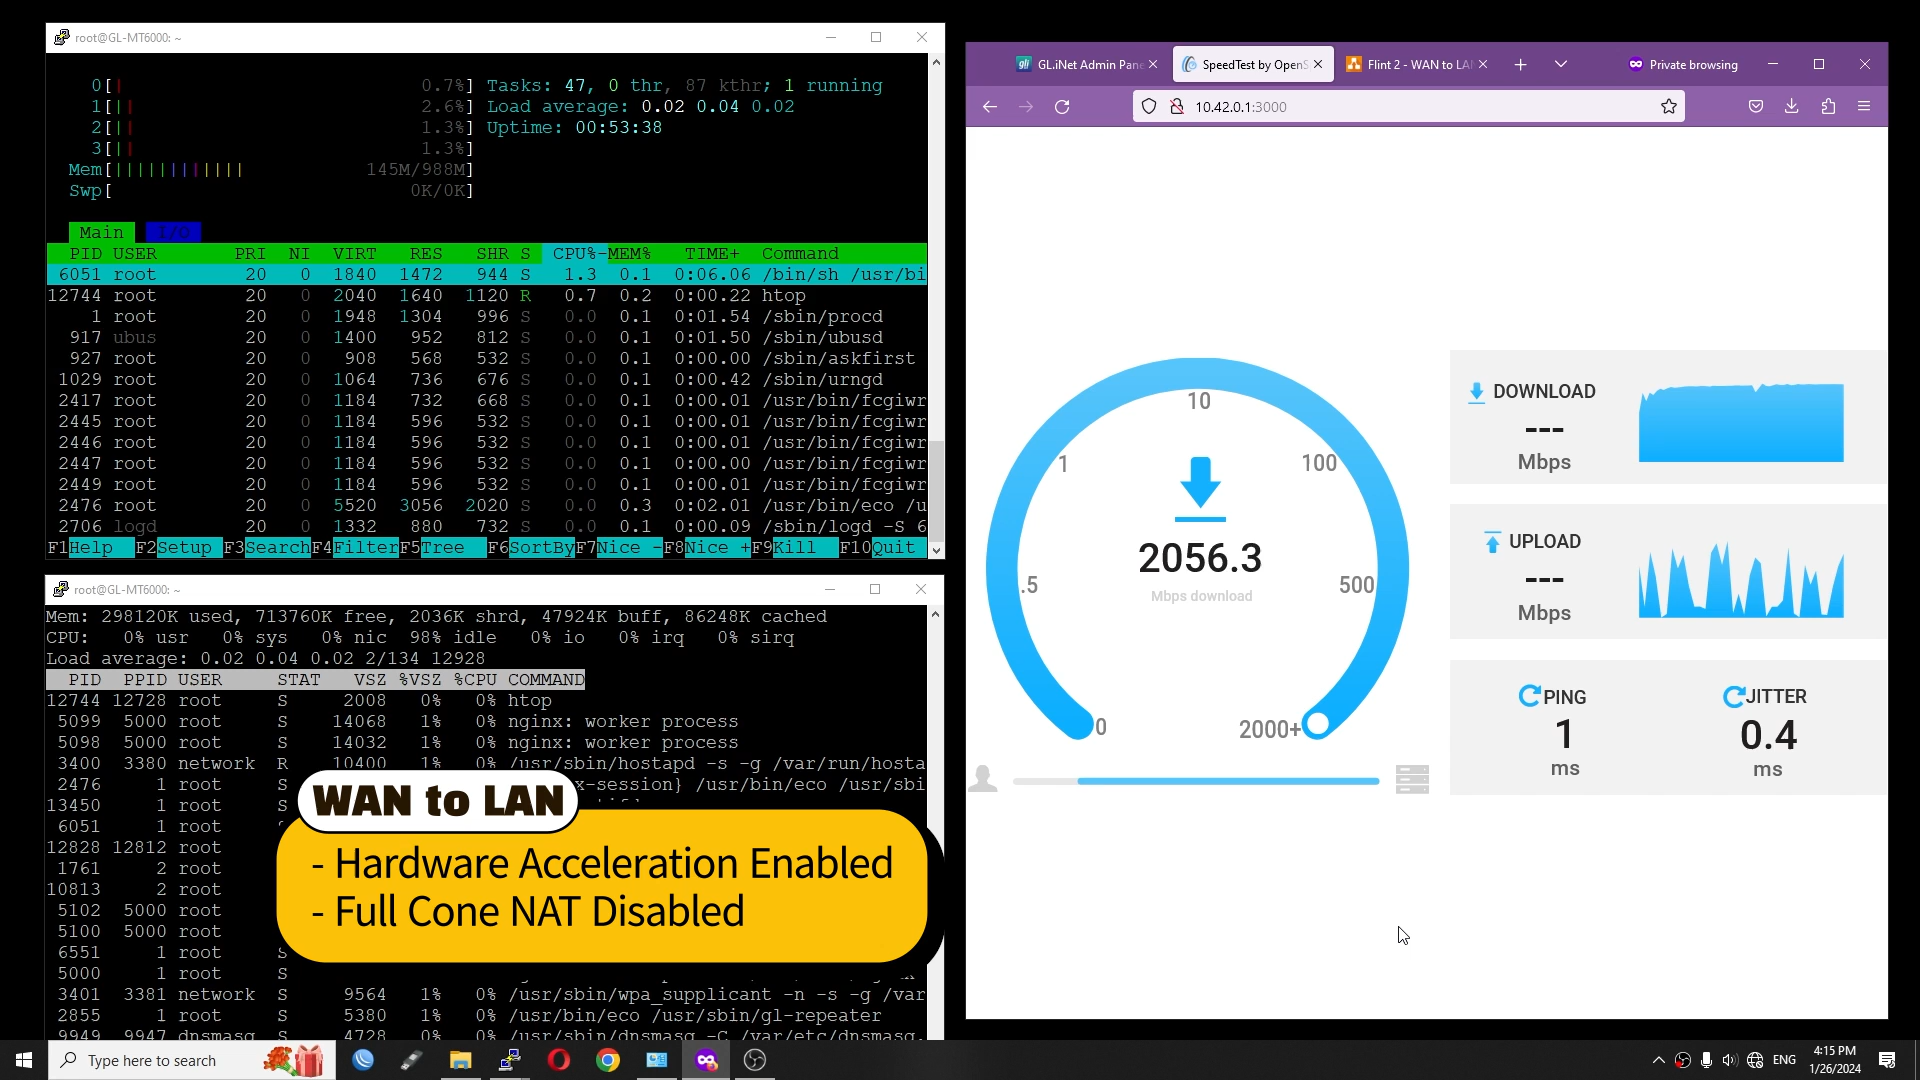 root@GL-MT6000: ~
0[| 0.7%] Tasks: 47, 0 thr, 87 kthr; 1 running
1[|| 2.6%] Load average: 0.02 0.04 0.02
2[|| 1.3%] Uptime: 00:53:38
3[|| 1.3%]
Mem[|||||||||||| 145M/988M]
Swp[ 0K/0K]
Main I/O
PID USER PRI NI VIRT RES SHR S CPU%-MEM% TIME+ Command
6051 root 20 0 1840 1472 944 S 1.3 0.1 0:06.06 /bin/sh /usr/bi
12744 root 20 0 2040 1640 1120 R 0.7 0.2 0:00.22 htop
1 root 20 0 1948 1304 996 S 0.0 0.1 0:01.54 /sbin/procd
917 ubus 20 0 1400 952 812 S 0.0 0.1 0:01.50 /sbin/ubusd
927 root 20 0 908 568 532 S 0.0 0.1 0:00.00 /sbin/askfirst
1029 root 20 0 1064 736 676 S 0.0 0.1 0:00.42 /sbin/urngd
2417 root 20 0 1184 732 668 S 0.0 0.1 0:00.01 /usr/bin/fcgiwr
2445 root 20 0 1184 596 532 S 0.0 0.1 0:00.01 /usr/bin/fcgiwr
2446 root 20 0 1184 596 532 S 0.0 0.1 0:00.01 /usr/bin/fcgiwr
2447 root 20 0 1184 596 532 S 0.0 0.1 0:00.00 /usr/bin/fcgiwr
2449 root 20 0 1184 596 532 S 0.0 0.1 0:00.01 /usr/bin/fcgiwr
2476 root 20 0 5520 3056 2020 S 0.0 0.3 0:02.01 /usr/bin/eco /u
2706 logd 20 0 1332 880 732 S 0.0 0.1 0:00.09 /sbin/logd -S 6
F1Help F2Setup F3SearchF4FilterF5Tree F6SortByF7Nice -F8Nice +F9Kill F10Quit
root@GL-MT6000: ~
Mem: 298120K used, 713760K free, 2036K shrd, 47924K buff, 86248K cached
CPU: 0% usr 0% sys 0% nic 98% idle 0% io 0% irq 0% sirq
Load average: 0.02 0.04 0.02 2/134 12928
PID PPID USER STAT VSZ %VSZ %CPU COMMAND
12744 12728 root S 2008 0% 0% htop
5099 5000 root S 14068 1% 0% nginx: worker process
5098 5000 root S 14032 1% 0% nginx: worker process
3400 3380 network R 10400 1% 0% /usr/sbin/hostapd -s -g /var/run/hosta
2476 1 root x-session} /usr/bin/eco /usr/sbi
13450 1 root
6051 1 root
12828 12812 root
1761 2 root
10813 2 root
5102 5000 root
5100 5000 root
6551 1 root S
5000 1 root S
3401 3381 network S 9564 1% 0% /usr/sbin/wpa_supplicant -n -s -g /var
2855 1 root S 5380 1% 0% /usr/bin/eco /usr/sbin/gl-repeater
9949 9947 dnsmasq S 4728 0% 0% /usr/sbin/dnsmasq -C /var/etc/dnsmasq.
WAN to LAN
- Hardware Acceleration Enabled
- Full Cone NAT Disabled
gli GL.iNet Admin Pane SpeedTest by OpenS Flint 2 - WAN to LAN Private browsing
10.42.0.1:3000
0
.5
1
10
100
500
2000+
2056.3
Mbps download
DOWNLOAD
---
Mbps
UPLOAD
---
Mbps
PING
1
ms
JITTER
0.4
ms
Type here to search
ENG
4:15 PM
1/26/2024